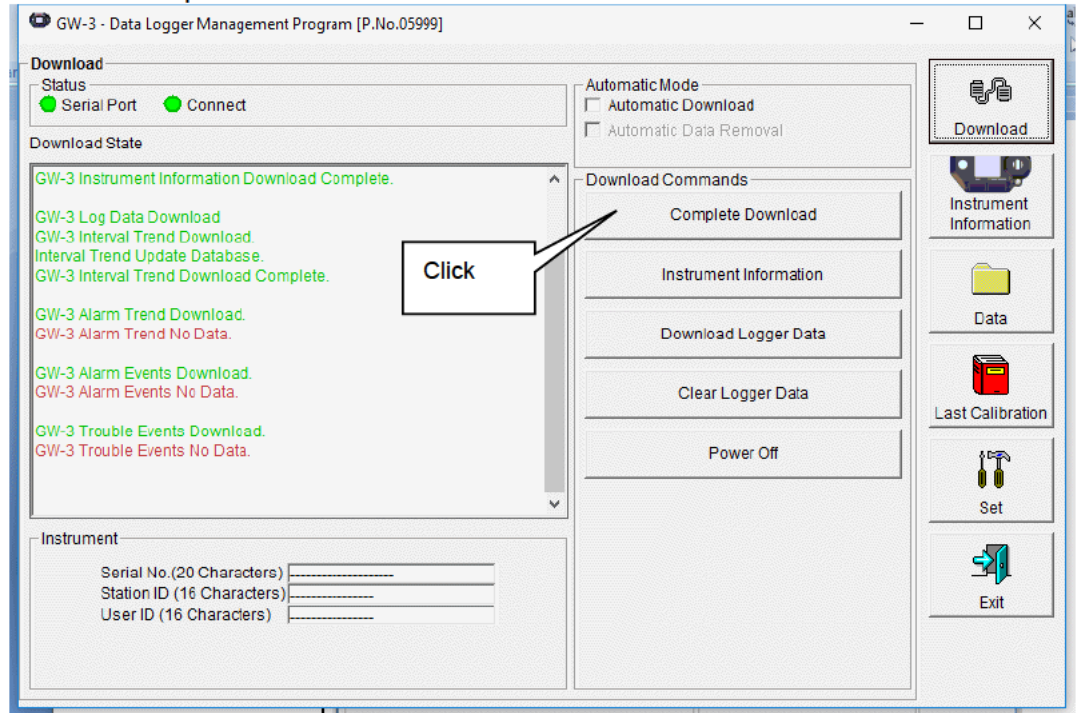 GW-3 - Data Logger Management Program [P.No.05999]
Download
Status
Serial Port
Connect
Download State
GW-3 Instrument Information Download Complete.
GW-3 Log Data Download
GW-3 Interval Trend Download.
Interval Trend Update Database.
GW-3 Interval Trend Download Complete.
GW-3 Alarm Trend Download.
GW-3 Alarm Trend No Data.
GW-3 Alarm Events Download.
GW-3 Alarm Events No Data.
GW-3 Trouble Events Download.
GW-3 Trouble Events No Data.
Click
Instrument
Serial No.(20 Characters) --------------------
Station ID (16 Characters) ----------------
User ID (16 Characters) ----------------
Automatic Mode
Automatic Download
Automatic Data Removal
Download Commands
Complete Download
Instrument Information
Download Logger Data
Clear Logger Data
Power Off
Download
Instrument
Information
Data
Last Calibration
Set
Exit